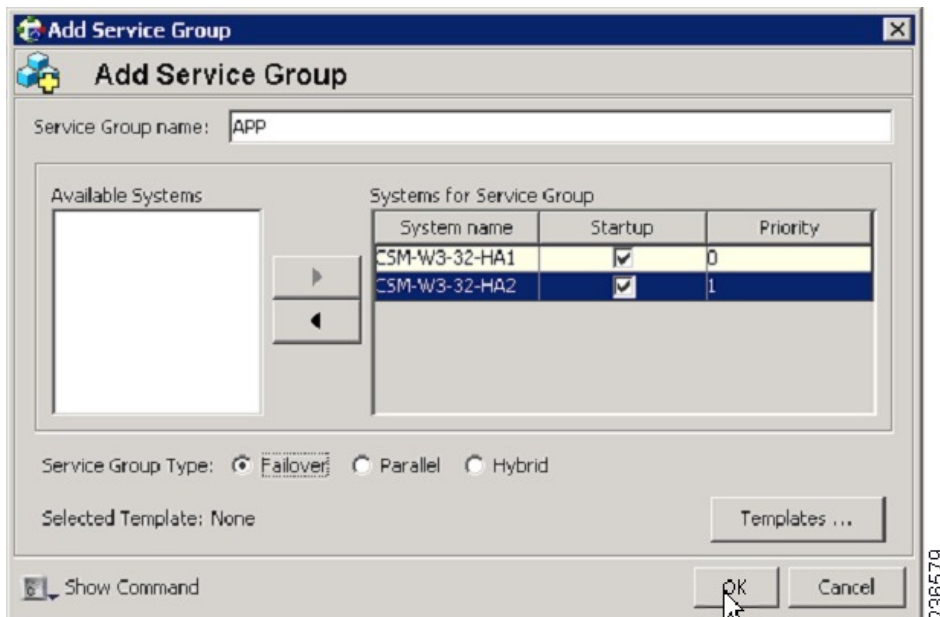 Add Service Group
Add Service Group
Service Group name: APP
Available Systems
Systems for Service Group
System name Startup Priority
CSM-W3-32-HA1 0
CSM-W3-32-HA2 1
Service Group Type: Failover Parallel Hybrid
Selected Template: None
Templates ...
Show Command
OK Cancel
236579